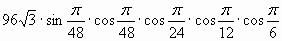 96√3 · sin π/48 · cos π/48 · cos π/24 · cos π/12 · cos π/6